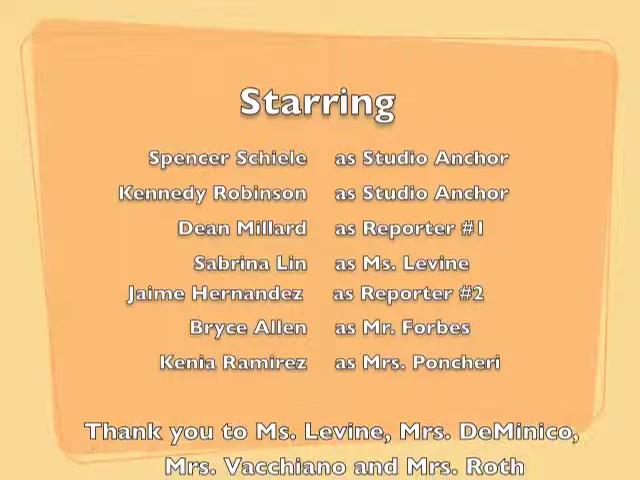 Starring
Spencer Schiele as Studio Anchor
Kennedy Robinson as Studio Anchor
Dean Millard as Reporter #1
Sabrina Lin as Ms. Levine
Jaime Hernandez as Reporter #2
Bryce Allen as Mr. Forbes
Kenia Ramirez as Mrs. Poncheri
Thank you to Ms. Levine, Mrs. DeMinico,
Mrs. Vacchiano and Mrs. Roth